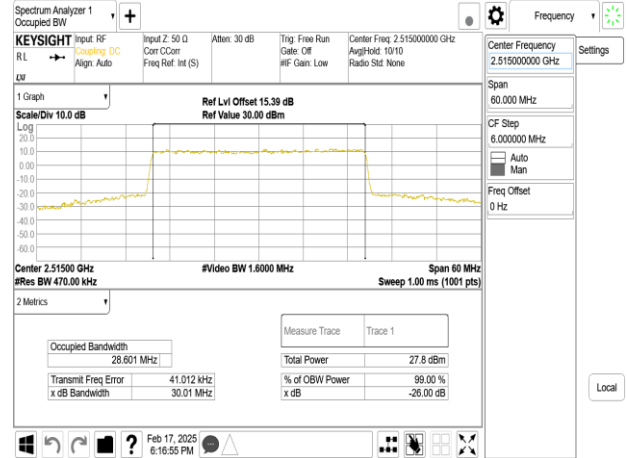 Spectrum Analyzer 1
Occupied BW
Frequency
KEYSIGHT
RL
Input: RF
Coupling: DC
Align: Auto
Input Z: 50 Ω
Corr CCorr
Freq Ref: Int (S)
Atten: 30 dB
Trig: Free Run
Gate: Off
#IF Gain: Low
Center Freq: 2.515000000 GHz
Avg|Hold: 10/10
Radio Std: None
Center Frequency
2.515000000 GHz
Settings
Span
60.000 MHz
CF Step
6.000000 MHz
Auto
Man
Freq Offset
0 Hz
Local
1 Graph
Scale/Div 10.0 dB
Ref Lvl Offset 15.39 dB
Ref Value 30.00 dBm
Log
20.0
10.0
0.00
-10.0
-20.0
-30.0
-40.0
-50.0
-60.0
Center 2.51500 GHz
#Res BW 470.00 kHz
#Video BW 1.6000 MHz
Span 60 MHz
Sweep 1.00 ms (1001 pts)
2 Metrics
Measure Trace Trace 1
Occupied Bandwidth
28.601 MHz
Total Power 27.8 dBm
Transmit Freq Error 41.012 kHz
% of OBW Power 99.00 %
x dB Bandwidth 30.01 MHz
x dB -26.00 dB
Feb 17, 2025
6:16:55 PM